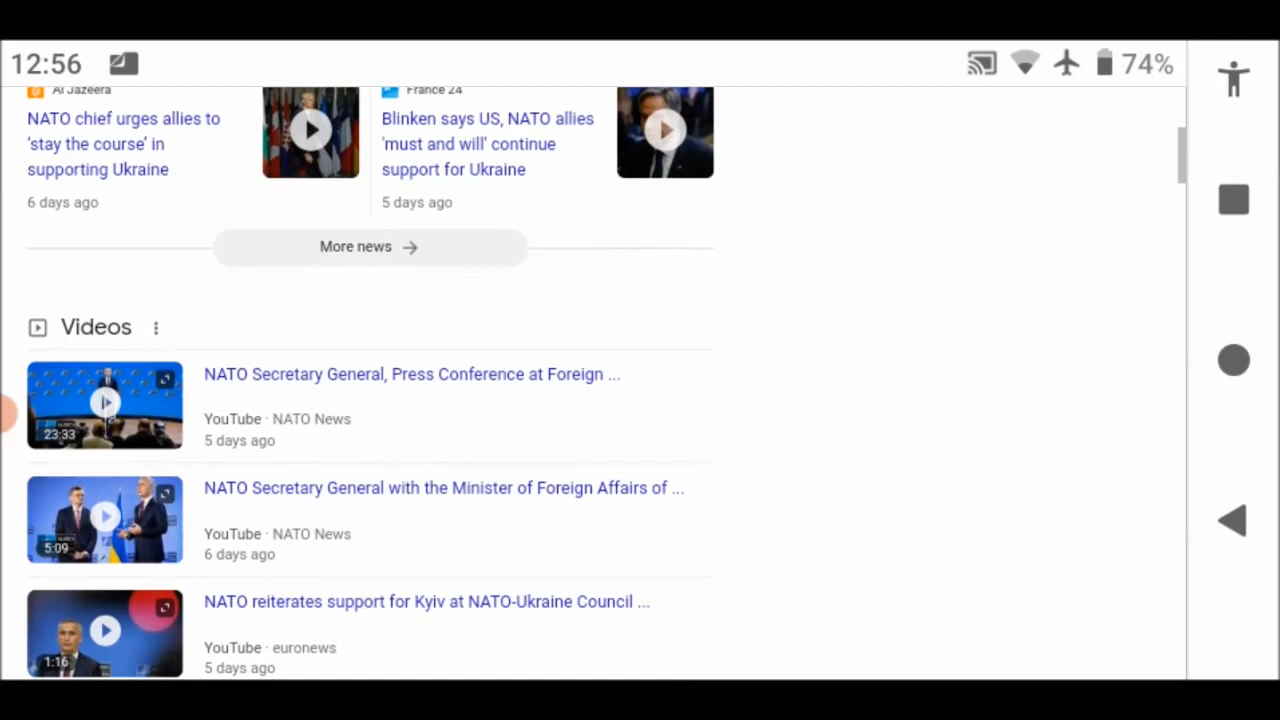 12:56
74%
Al Jazeera
France 24
NATO chief urges allies to
'stay the course' in
supporting Ukraine
6 days ago
Blinken says US, NATO allies
'must and will' continue
support for Ukraine
5 days ago
More news →
Videos
NATO Secretary General, Press Conference at Foreign ...
YouTube · NATO News
5 days ago
23:33
NATO Secretary General with the Minister of Foreign Affairs of ...
YouTube · NATO News
6 days ago
5:09
NATO reiterates support for Kyiv at NATO-Ukraine Council ...
YouTube · euronews
5 days ago
1:16